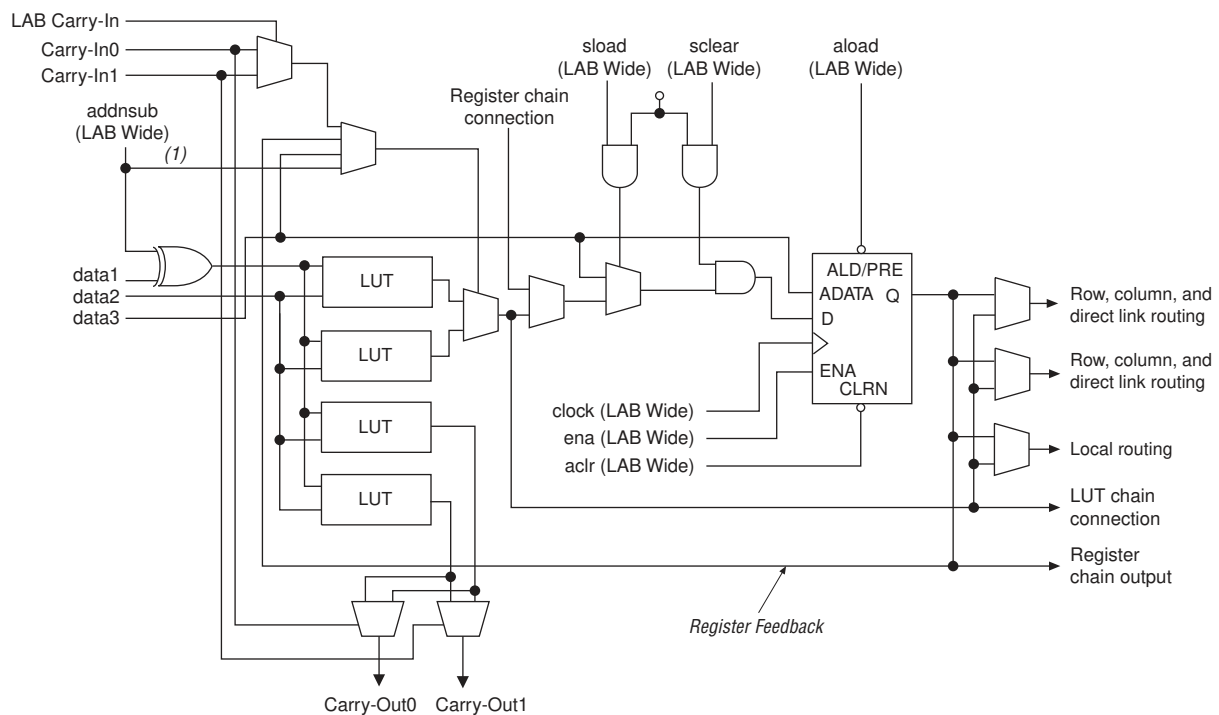 LAB Carry-In
Carry-In0
Carry-In1
addnsub
(LAB Wide)
(1)
Register chain
connection
sload
(LAB Wide)
sclear
(LAB Wide)
aload
(LAB Wide)
data1
data2
data3
LUT
LUT
LUT
LUT
ALD/PRE
ADATA
Q
D
ENA
CLRN
clock (LAB Wide)
ena (LAB Wide)
aclr (LAB Wide)
Row, column, and
direct link routing
Row, column, and
direct link routing
Local routing
LUT chain
connection
Register
chain output
Register Feedback
Carry-Out0
Carry-Out1